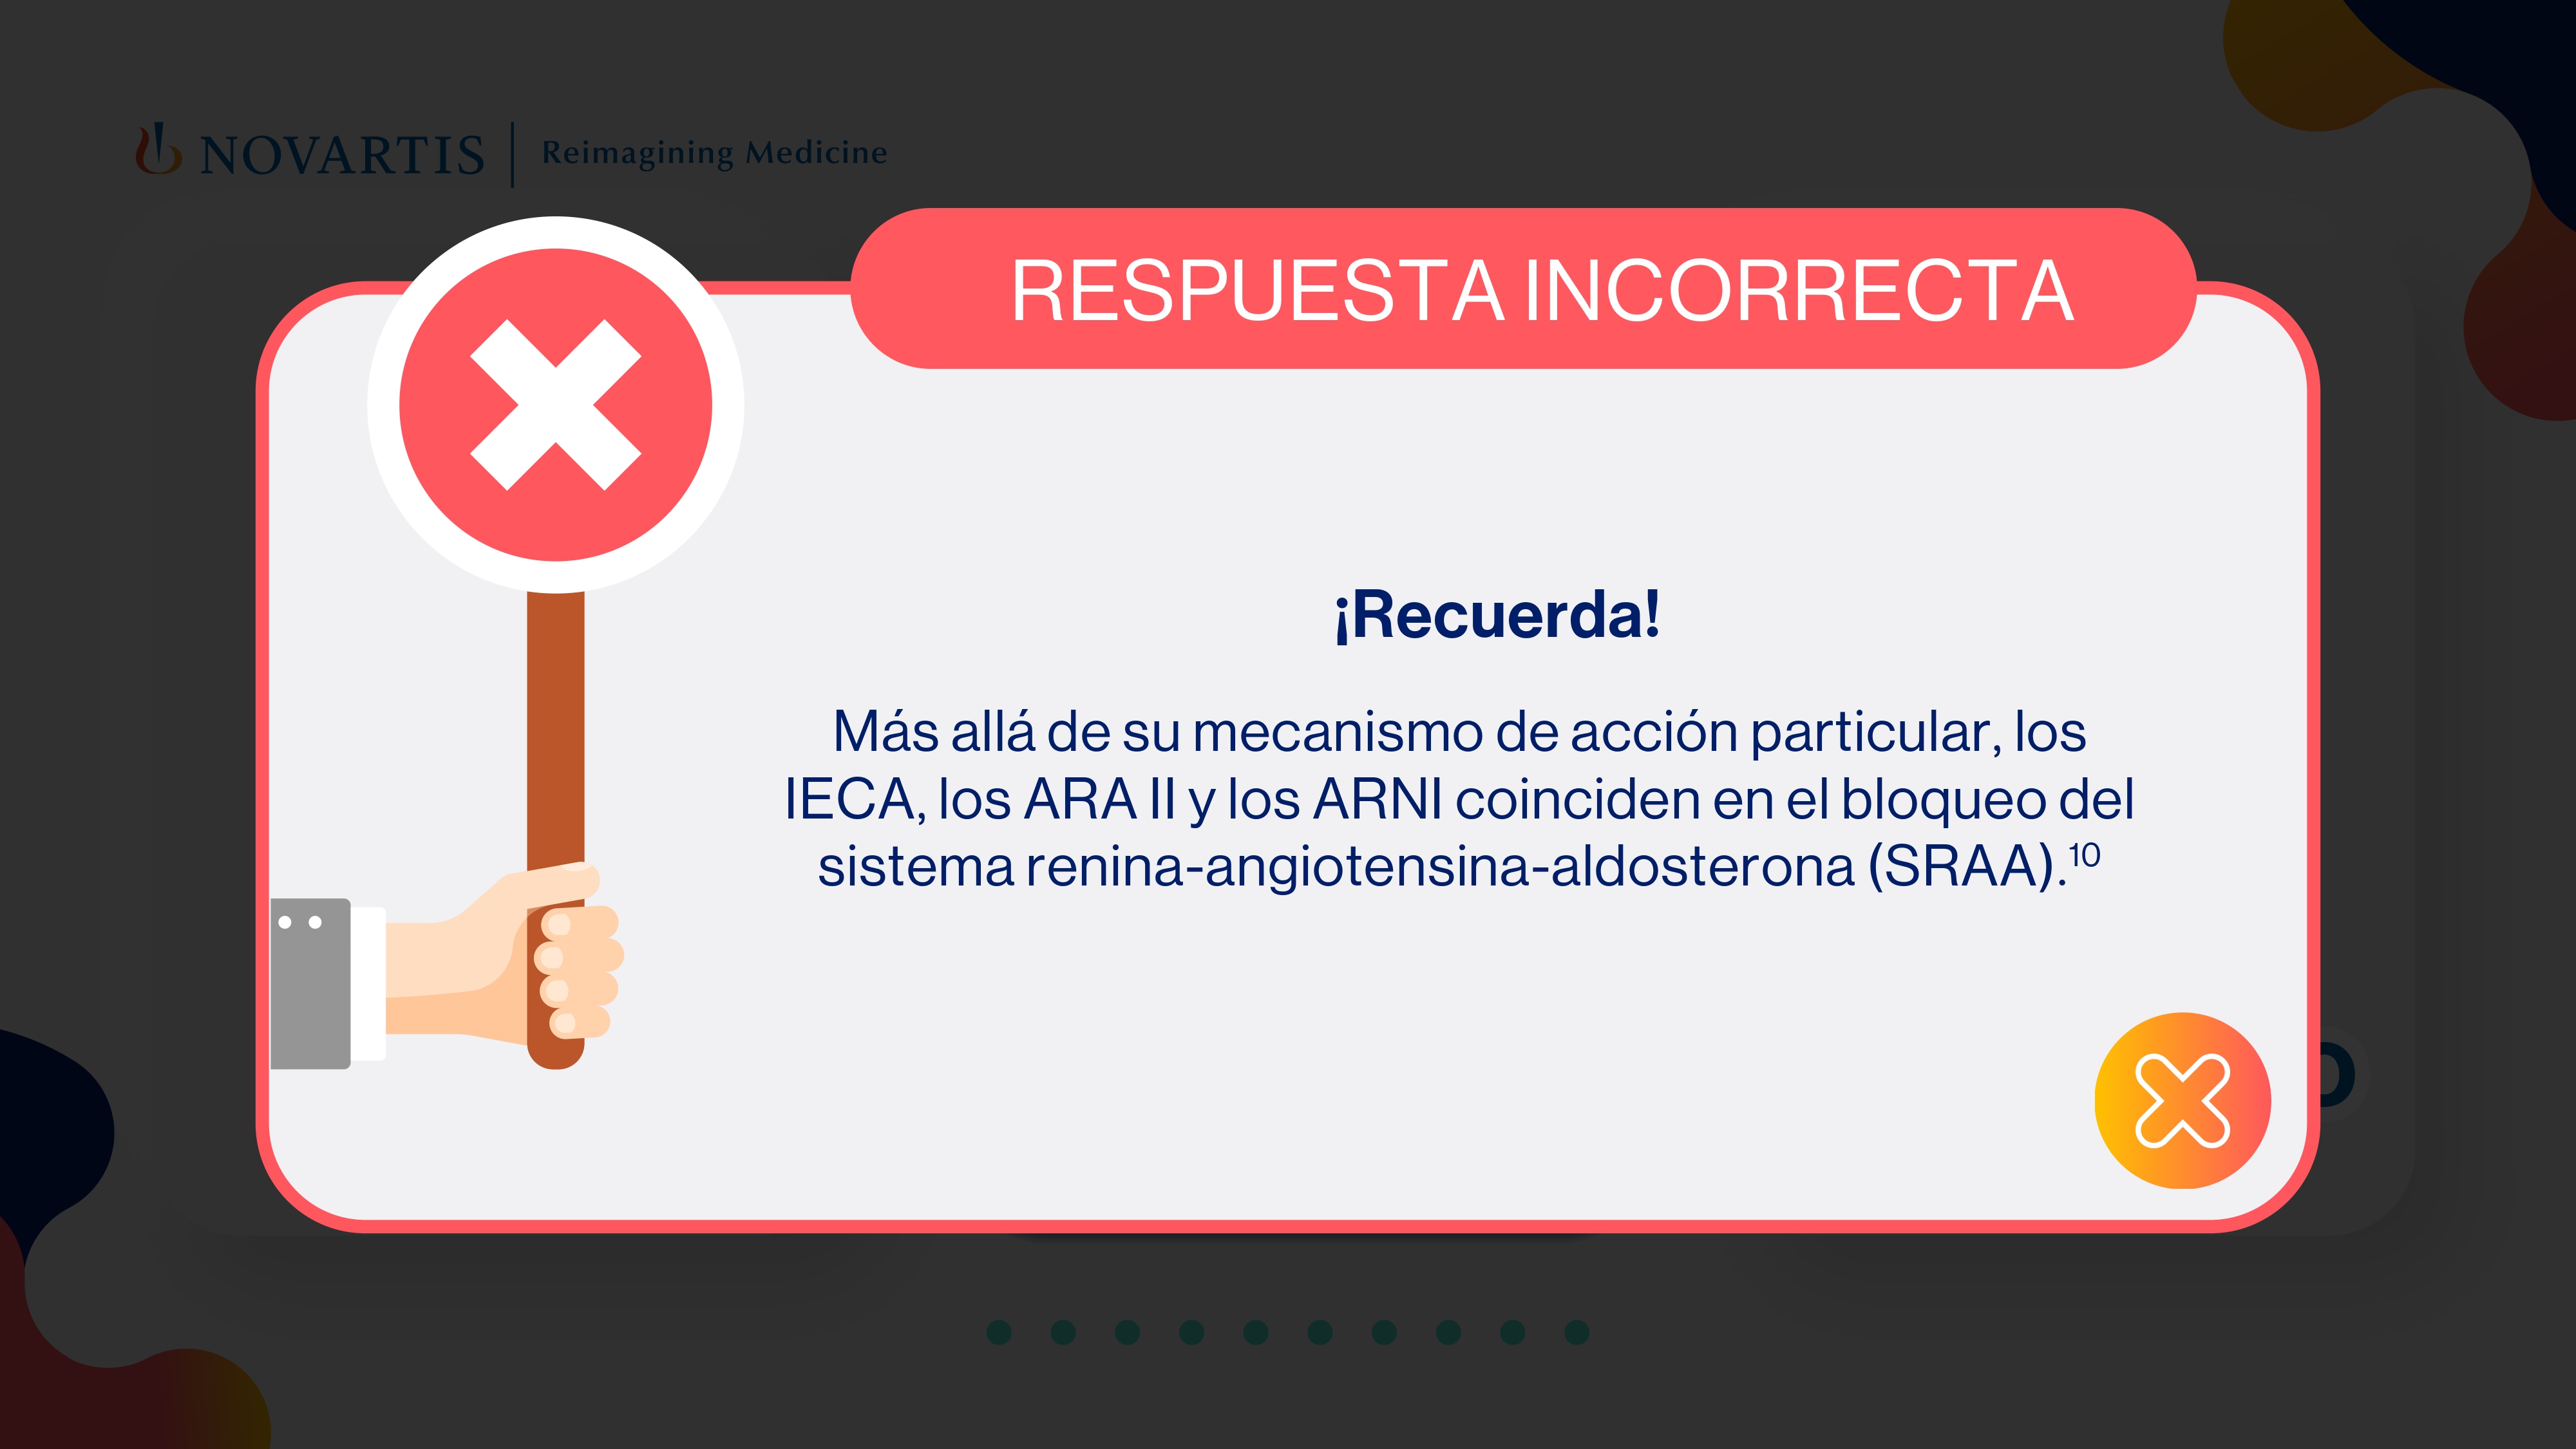 NOVARTIS | Reimagining Medicine
RESPUESTA INCORRECTA
¡Recuerda!
Más allá de su mecanismo de acción particular, los
IECA, los ARA II y los ARNI coinciden en el bloqueo del
sistema renina-angiotensina-aldosterona (SRAA).¹⁰